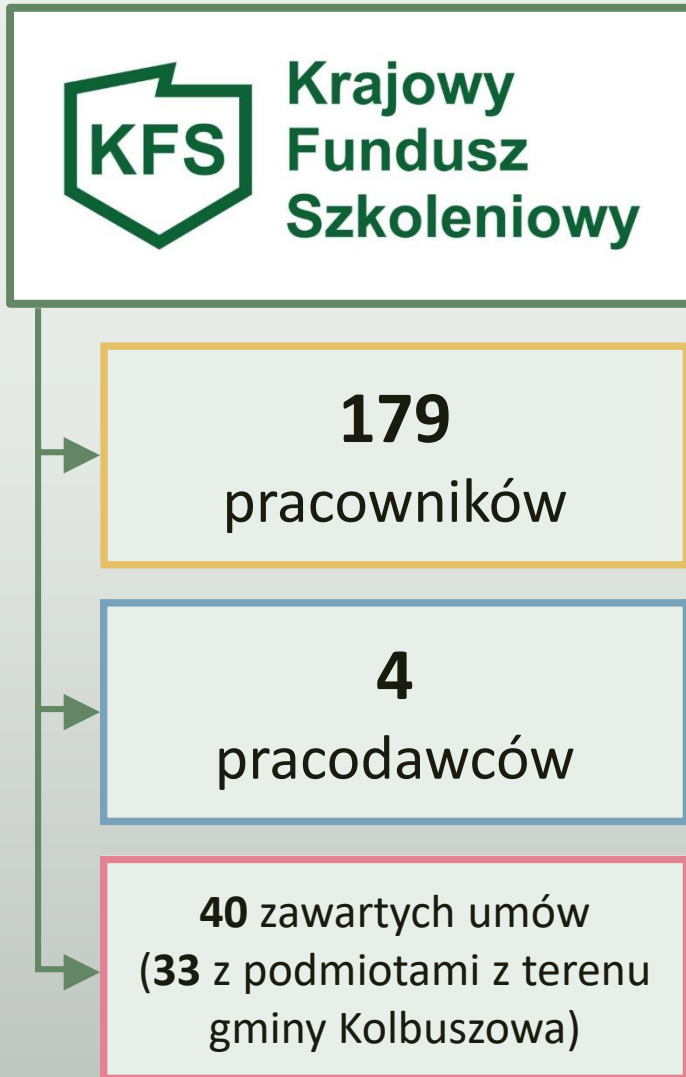 KFS
Krajowy
Fundusz
Szkoleniowy
179
pracowników
4
pracodawców
40 zawartych umów
(33 z podmiotami z terenu
gminy Kolbuszowa)